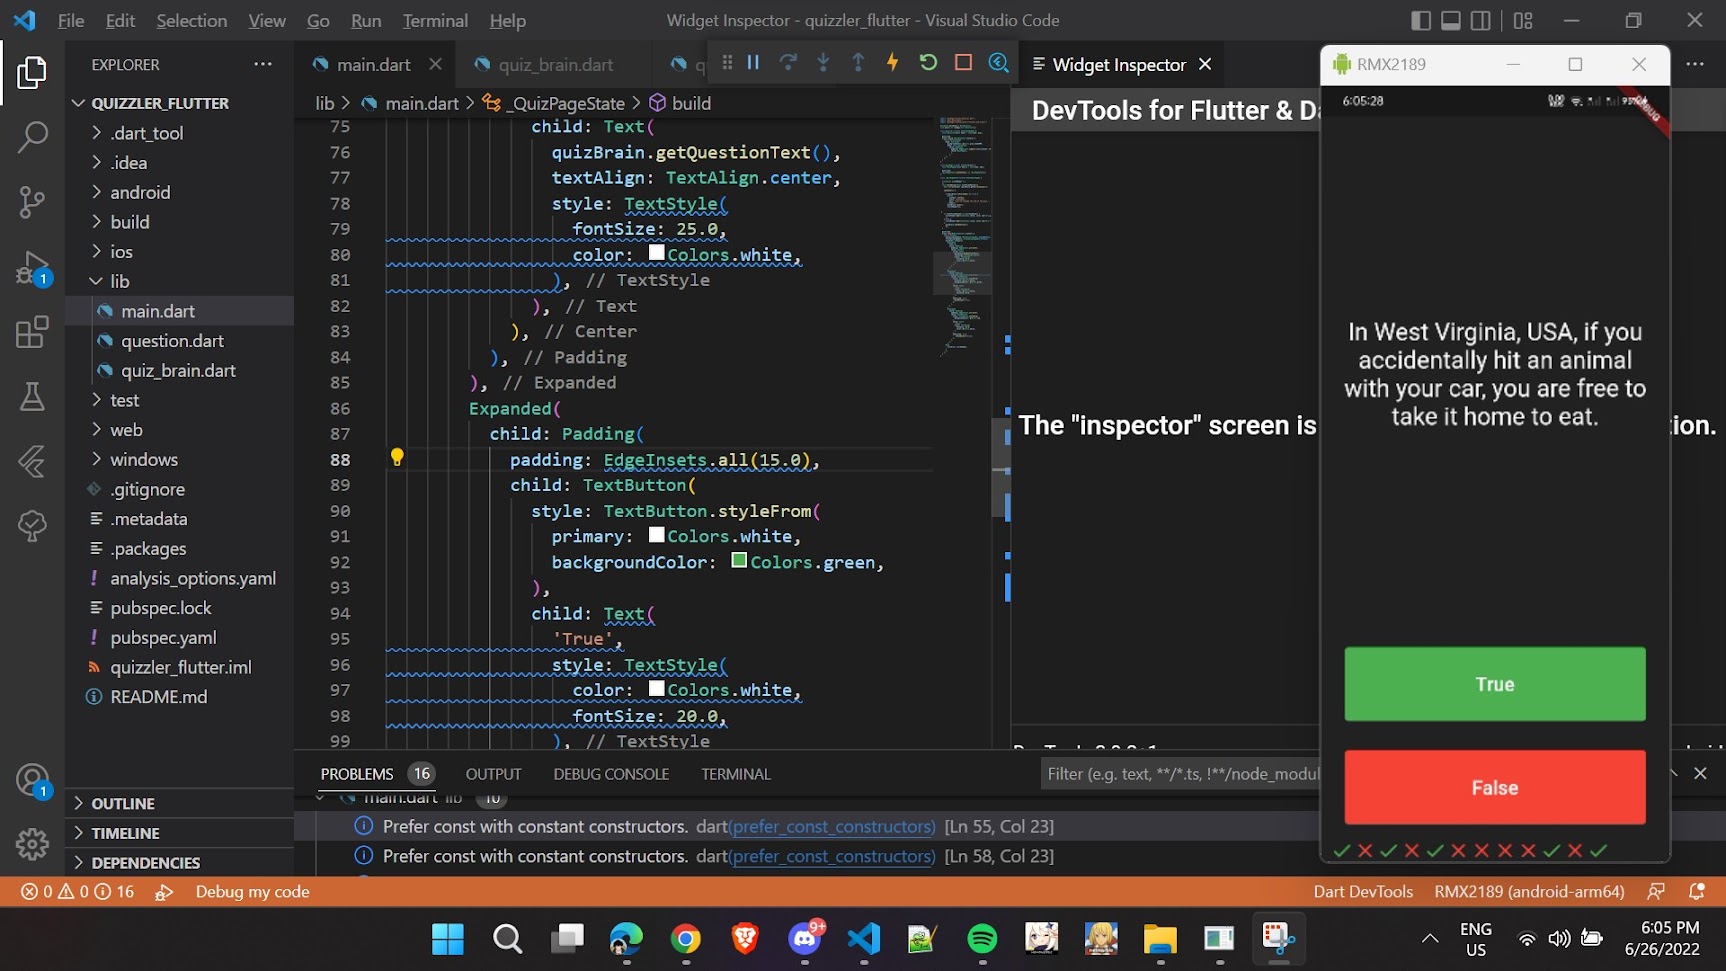 File Edit Selection View Go Run Terminal Help
Widget Inspector - quizzler_flutter - Visual Studio Code
EXPLORER
main.dart
quiz_brain.dart
Widget Inspector
QUIZZLER_FLUTTER
.dart_tool
.idea
android
build
ios
lib
main.dart
question.dart
quiz_brain.dart
test
web
windows
.gitignore
.metadata
.packages
analysis_options.yaml
pubspec.lock
pubspec.yaml
quizzler_flutter.iml
README.md
OUTLINE
TIMELINE
DEPENDENCIES
1
1
lib > main.dart > _QuizPageState > build
75 child: Text(
76 quizBrain.getQuestionText(),
77 textAlign: TextAlign.center,
78 style: TextStyle(
79 fontSize: 25.0,
80 color: Colors.white,
81 ), // TextStyle
82 ), // Text
83 ), // Center
84 ), // Padding
85 ), // Expanded
86 Expanded(
87 child: Padding(
88 padding: EdgeInsets.all(15.0),
89 child: TextButton(
90 style: TextButton.styleFrom(
91 primary: Colors.white,
92 backgroundColor: Colors.green,
93 ),
94 child: Text(
95 'True',
96 style: TextStyle(
97 color: Colors.white,
98 fontSize: 20.0,
99 ), // TextStyle
DevTools for Flutter & Da
The "inspector" screen is
tion.
RMX2189
6:05:28
In West Virginia, USA, if you
accidentally hit an animal
with your car, you are free to
take it home to eat.
True
False
PROBLEMS 16 OUTPUT DEBUG CONSOLE TERMINAL
Filter (e.g. text, **/*.ts, !**/node_modul
main.dart lib 10
Prefer const with constant constructors. dart(prefer_const_constructors) [Ln 55, Col 23]
Prefer const with constant constructors. dart(prefer_const_constructors) [Ln 58, Col 23]
0 0 16 Debug my code
Dart DevTools RMX2189 (android-arm64)
9+
ENG
US
6:05 PM
6/26/2022